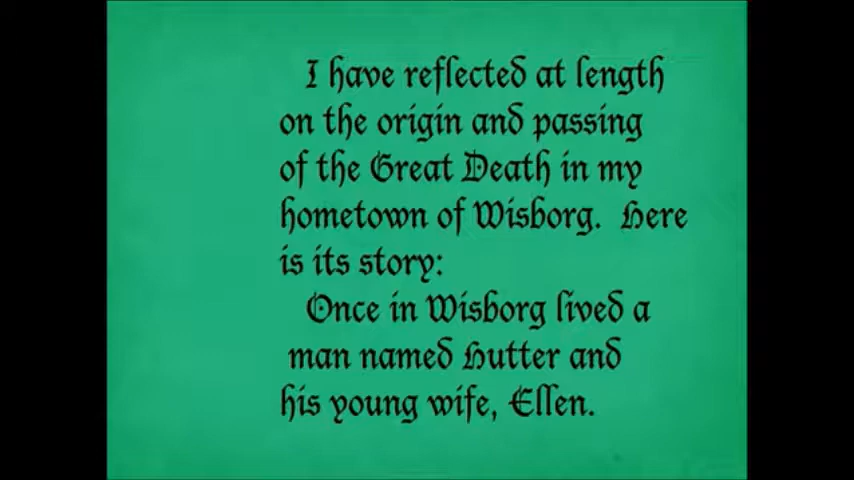 I have reflected at length
on the origin and passing
of the Great Death in my
hometown of Wisborg. Here
is its story:
Once in Wisborg lived a
man named Hutter and
his young wife, Ellen.